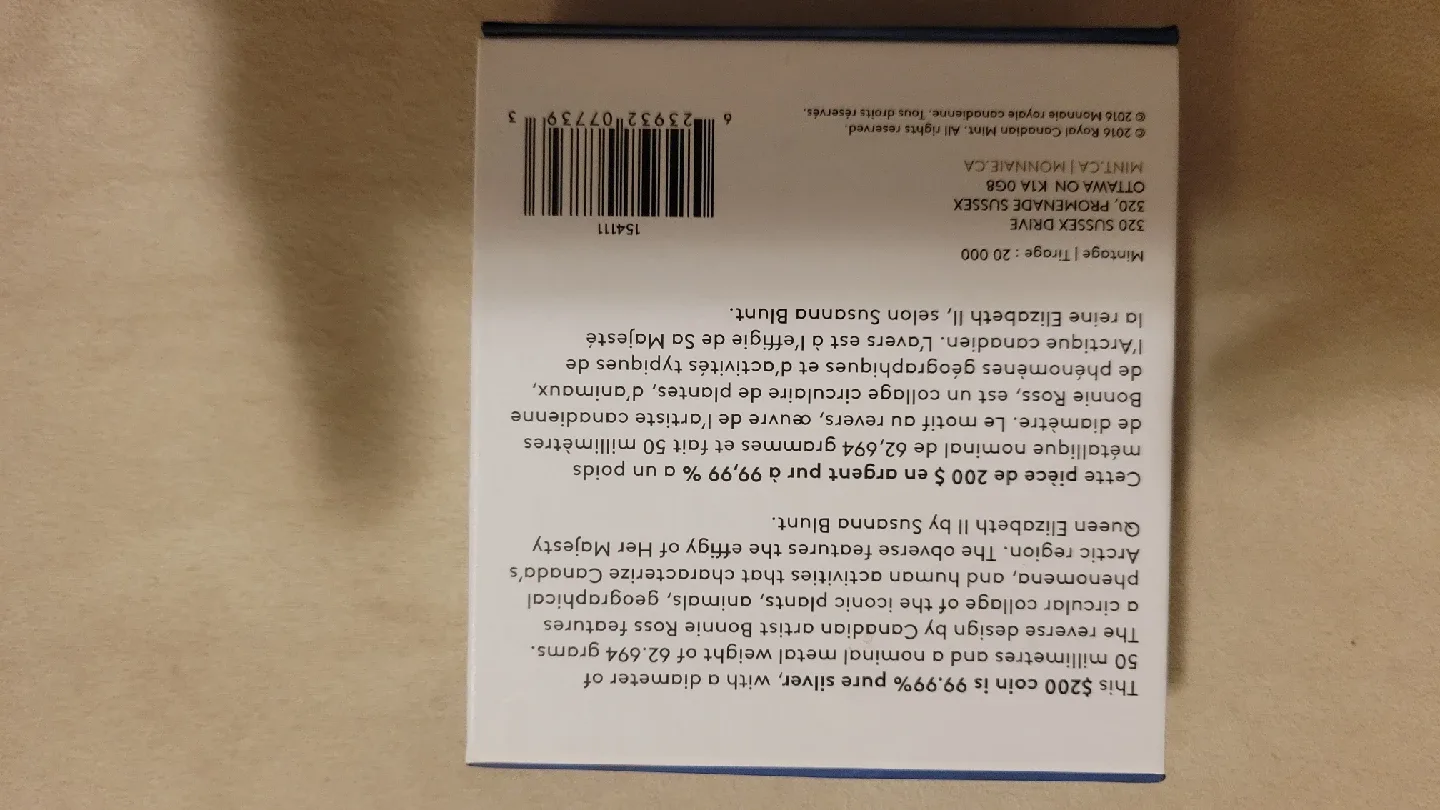 This $200 coin is 99.99% pure silver, with a diameter of
50 millimetres and a nominal metal weight of 62.694 grams.
The reverse design by Canadian artist Bonnie Ross features
a circular collage of the iconic plants, animals, geographical
phenomena, and human activities that characterize Canada's
Arctic region. The obverse features the effigy of Her Majesty
Queen Elizabeth II by Susanna Blunt.
Cette pièce de 200 $ en argent pur à 99,99 % a un poids
métallique nominal de 62,694 grammes et fait 50 millimètres
de diamètre. Le motif au revers, œuvre de l'artiste canadienne
Bonnie Ross, est un collage circulaire de plantes, d'animaux,
de phénomènes géographiques et d'activités typiques de
l'Arctique canadien. L'avers est à l'effigie de Sa Majesté
la reine Elizabeth II, selon Susanna Blunt.
Mintage | Tirage : 20 000
320 SUSSEX DRIVE
320, PROMENADE SUSSEX
OTTAWA ON K1A 0G8
MINT.CA | MONNAIE.CA
© 2016 Royal Canadian Mint. All rights reserved.
© 2016 Monnaie royale canadienne. Tous droits réservés.
154111
6 23932 07739 3